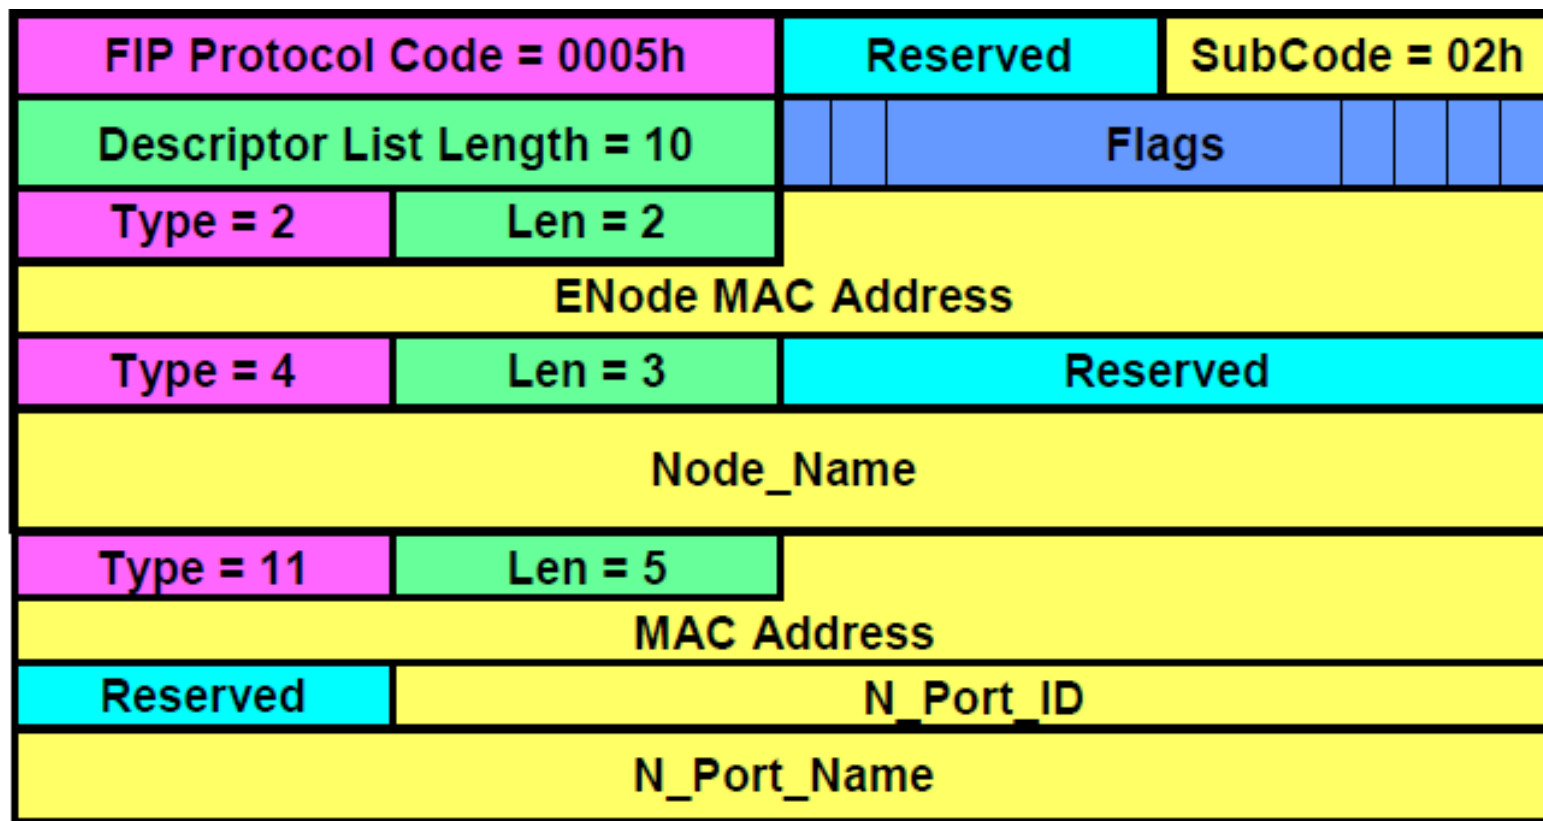 FIP Protocol Code = 0005h Reserved SubCode = 02h
Descriptor List Length = 10 Flags
Type = 2 Len = 2
ENode MAC Address
Type = 4 Len = 3 Reserved
Node_Name
Type = 11 Len = 5
MAC Address
Reserved N_Port_ID
N_Port_Name